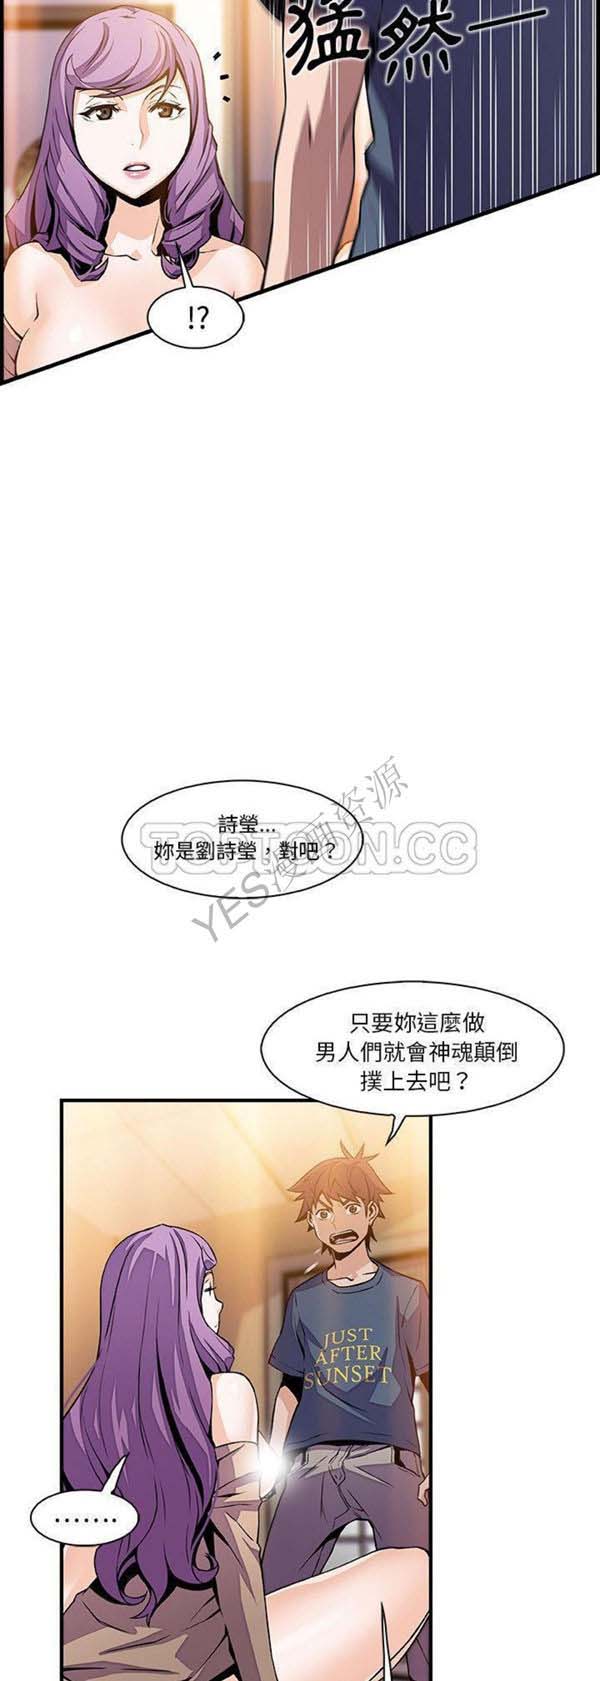 猛然—
!?
詩瑩...
妳是劉詩瑩，對吧？
TOPTOON.CC
YES漫画资源
只要妳這麼做
男人們就會神魂顛倒
撲上去吧？
JUST
AFTER
SUNSET
.......